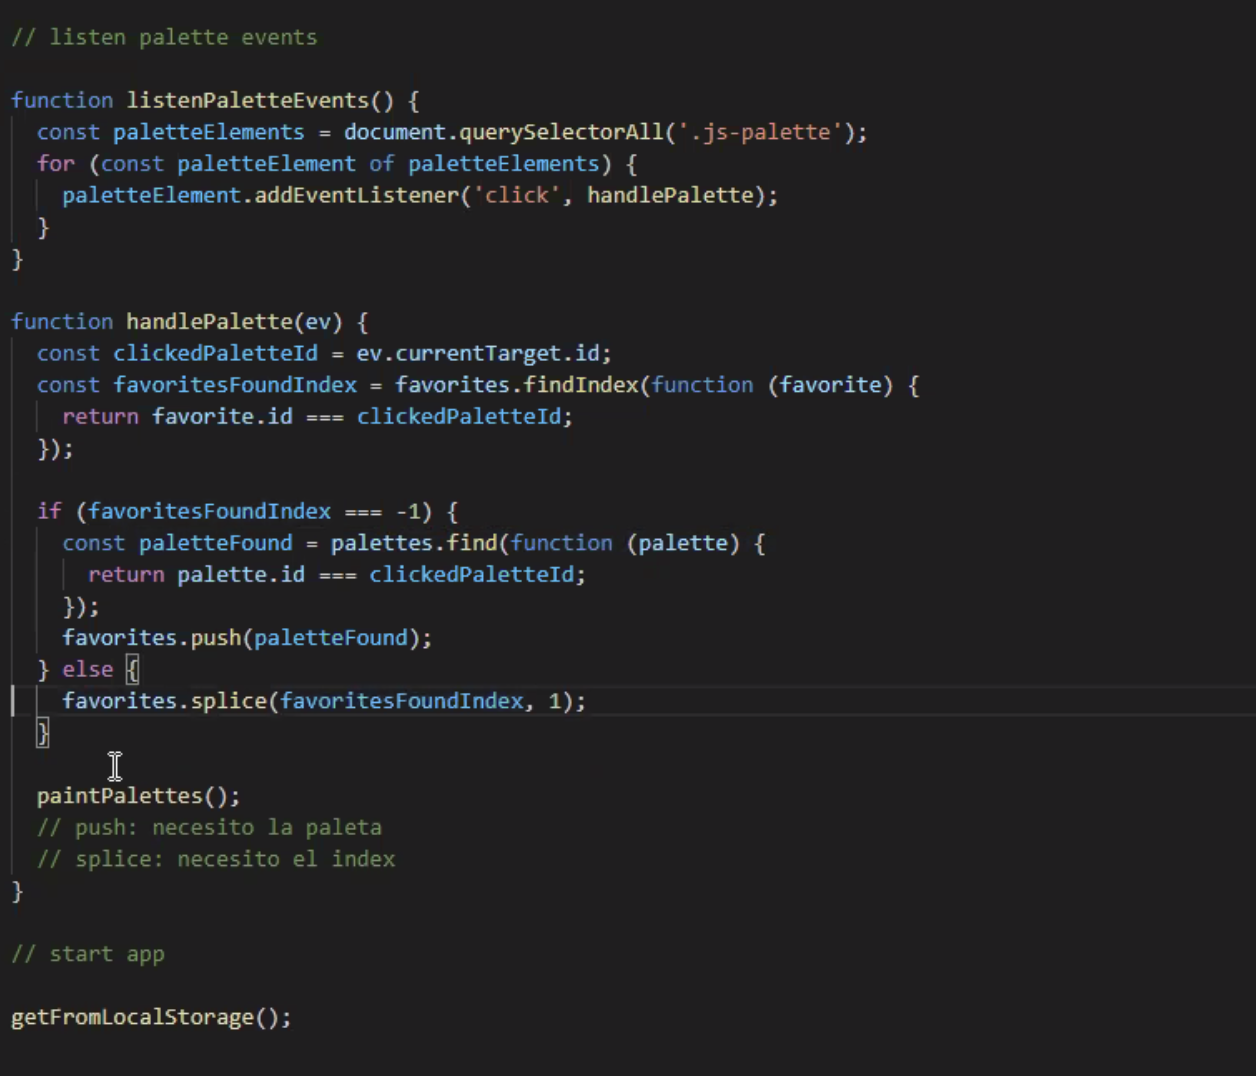 // listen palette events
function listenPaletteEvents() {
const paletteElements = document.querySelectorAll('.js-palette');
for (const paletteElement of paletteElements) {
paletteElement.addEventListener('click', handlePalette);
}
}
function handlePalette(ev) {
const clickedPaletteId = ev.currentTarget.id;
const favoritesFoundIndex = favorites.findIndex(function (favorite) {
return favorite.id === clickedPaletteId;
});
if (favoritesFoundIndex === -1) {
const paletteFound = palettes.find(function (palette) {
return palette.id === clickedPaletteId;
});
favorites.push(paletteFound);
} else {
favorites.splice(favoritesFoundIndex, 1);
}
paintPalettes();
// push: necesito la paleta
// splice: necesito el index
}
// start app
getFromLocalStorage();